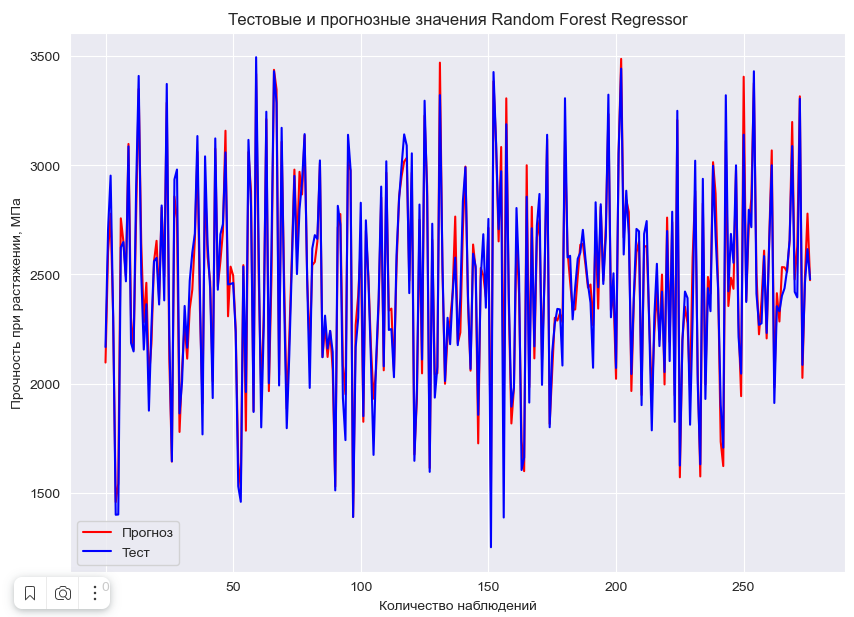 Тестовые и прогнозные значения Random Forest Regressor
Прочность при растяжении, МПа
3500
3000
2500
2000
1500
Прогноз
Тест
0
50
100
150
200
250
Количество наблюдений